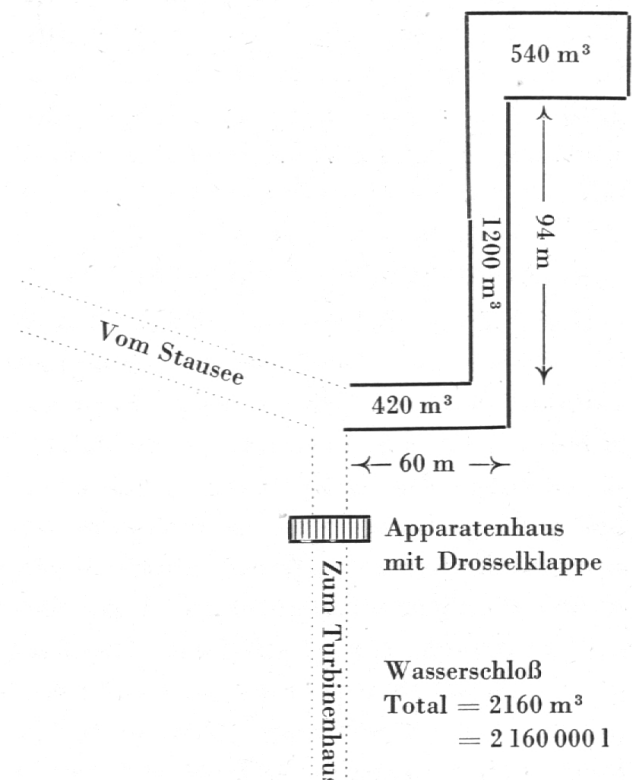 540 m³
1200 m³
94 m
Vom Stausee
420 m³
60 m
Apparatenhaus
mit Drosselklappe
Zum Turbinenhaus
Wasserschloß
Total = 2160 m³
= 2 160 000 l